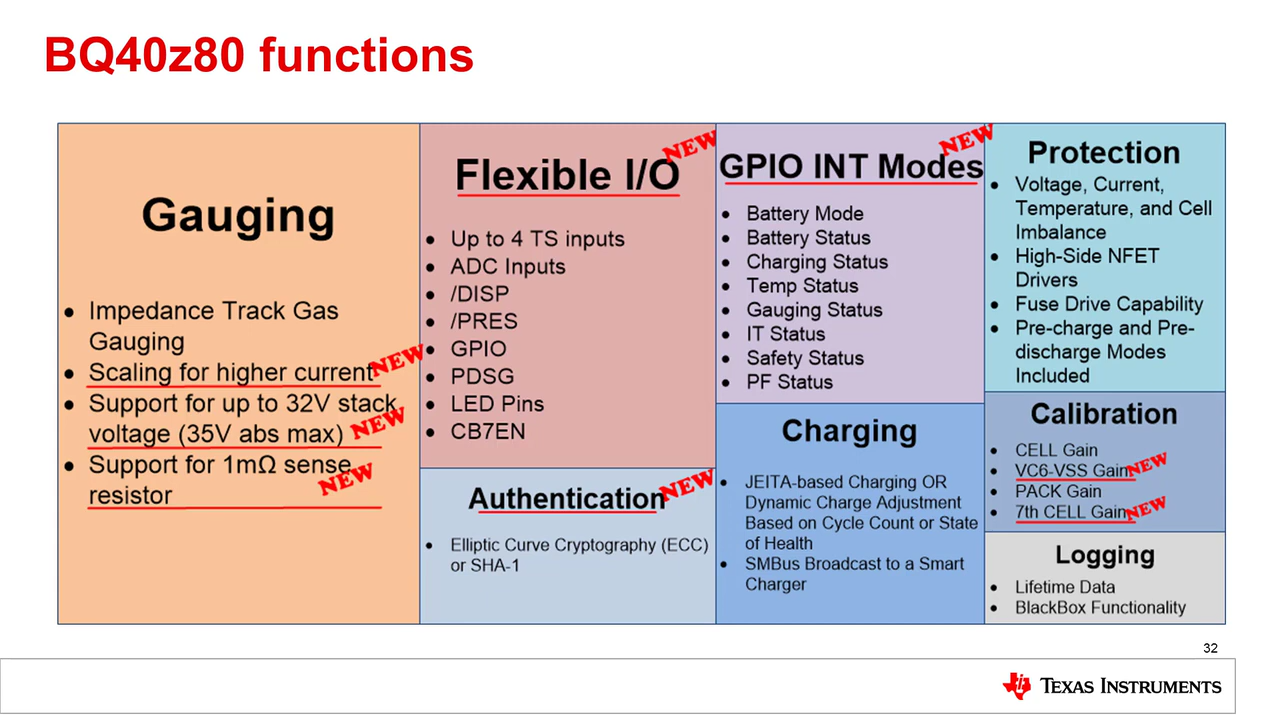 BQ40z80 functions
Gauging
• Impedance Track Gas
Gauging
• Scaling for higher current
NEW
• Support for up to 32V stack
voltage (35V abs max)
NEW
• Support for 1mΩ sense
resistor
NEW
Flexible I/O
NEW
• Up to 4 TS inputs
• ADC Inputs
• /DISP
• /PRES
• GPIO
• PDSG
• LED Pins
• CB7EN
Authentication
NEW
• Elliptic Curve Cryptography (ECC)
or SHA-1
GPIO INT Modes
NEW
• Battery Mode
• Battery Status
• Charging Status
• Temp Status
• Gauging Status
• IT Status
• Safety Status
• PF Status
Charging
• JEITA-based Charging OR
Dynamic Charge Adjustment
Based on Cycle Count or State
of Health
• SMBus Broadcast to a Smart
Charger
Protection
• Voltage, Current,
Temperature, and Cell
Imbalance
• High-Side NFET
Drivers
• Fuse Drive Capability
• Pre-charge and Pre-
discharge Modes
Included
Calibration
• CELL Gain
• VC6-VSS Gain
NEW
• PACK Gain
• 7th CELL Gain
NEW
Logging
• Lifetime Data
• BlackBox Functionality
32
TEXAS INSTRUMENTS